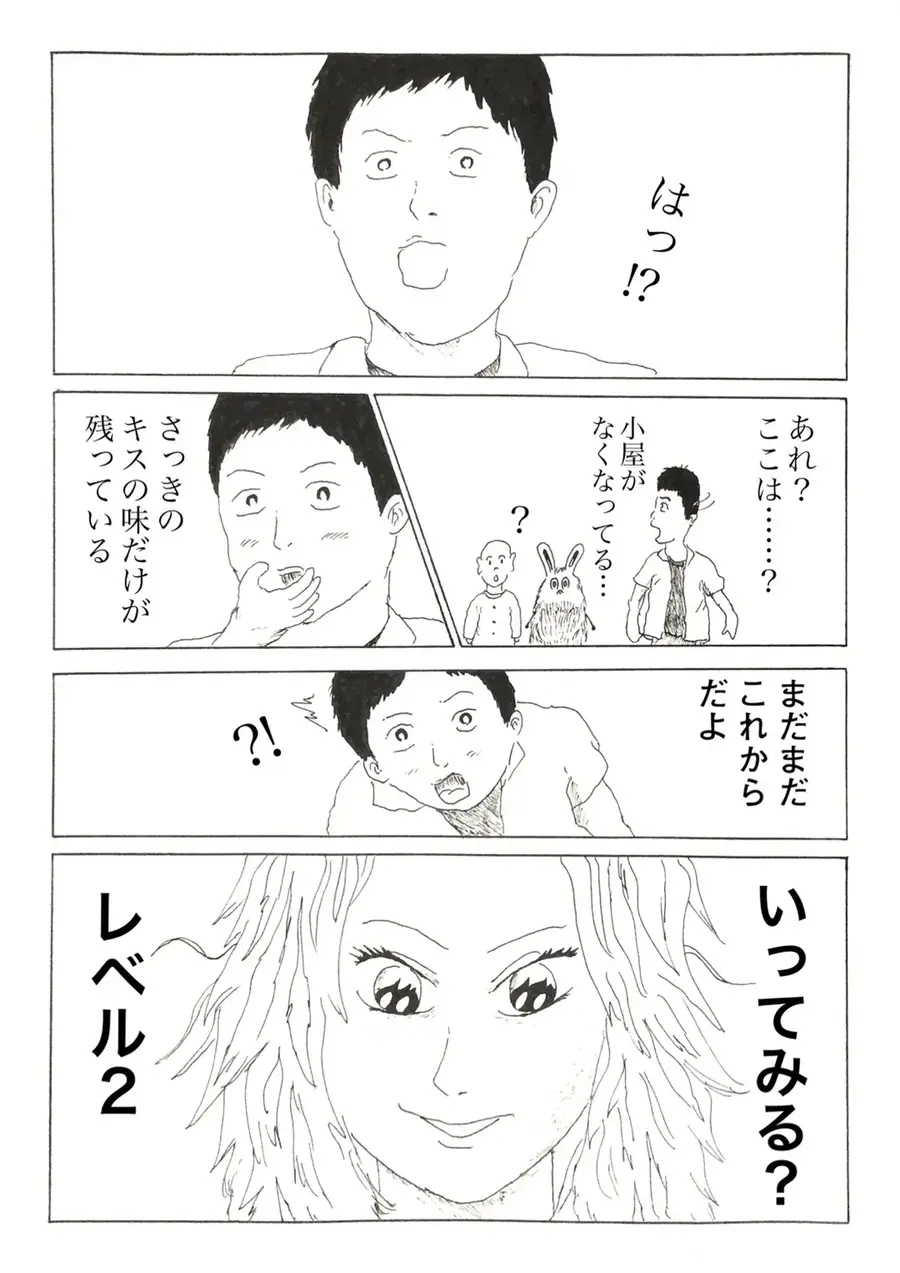 はっ!?
あれ?
ここは………?
小屋が
なくなってる…
?
さっきの
キスの味だけが
残っている
まだまだ
これから
だよ
?!
いってみる?
レベル2